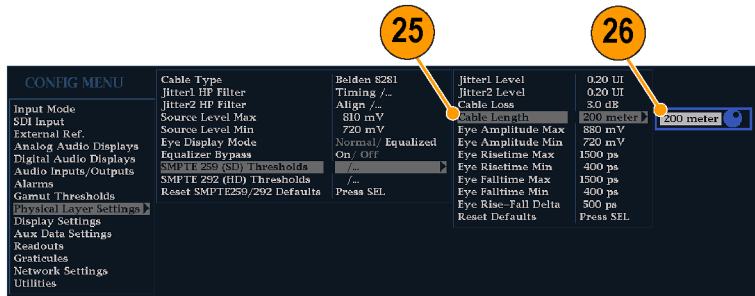 25
26
CONFIG MENU
Input Mode
SDI Input
External Ref.
Analog Audio Displays
Digital Audio Displays
Audio Inputs/Outputs
Alarms
Gamut Thresholds
Physical Layer Settings
Display Settings
Aux Data Settings
Readouts
Graticules
Network Settings
Utilities
Cable Type Belden 8281
Jitter1 HP Filter Timing /...
Jitter2 HP Filter Align /...
Source Level Max 810 mV
Source Level Min 720 mV
Eye Display Mode Normal/ Equalized
Equalizer Bypass On/ Off
SMPTE 259 (SD) Thresholds /...
SMPTE 292 (HD) Thresholds /...
Reset SMPTE259/292 Defaults Press SEL
Jitter1 Level 0.20 UI
Jitter2 Level 0.20 UI
Cable Loss 3.0 dB
Cable Length 200 meter
Eye Amplitude Max 880 mV
Eye Amplitude Min 720 mV
Eye Risetime Max 1500 ps
Eye Risetime Min 400 ps
Eye Falltime Max 1500 ps
Eye Falltime Min 400 ps
Eye Rise-Fall Delta 500 ps
Reset Defaults Press SEL
200 meter